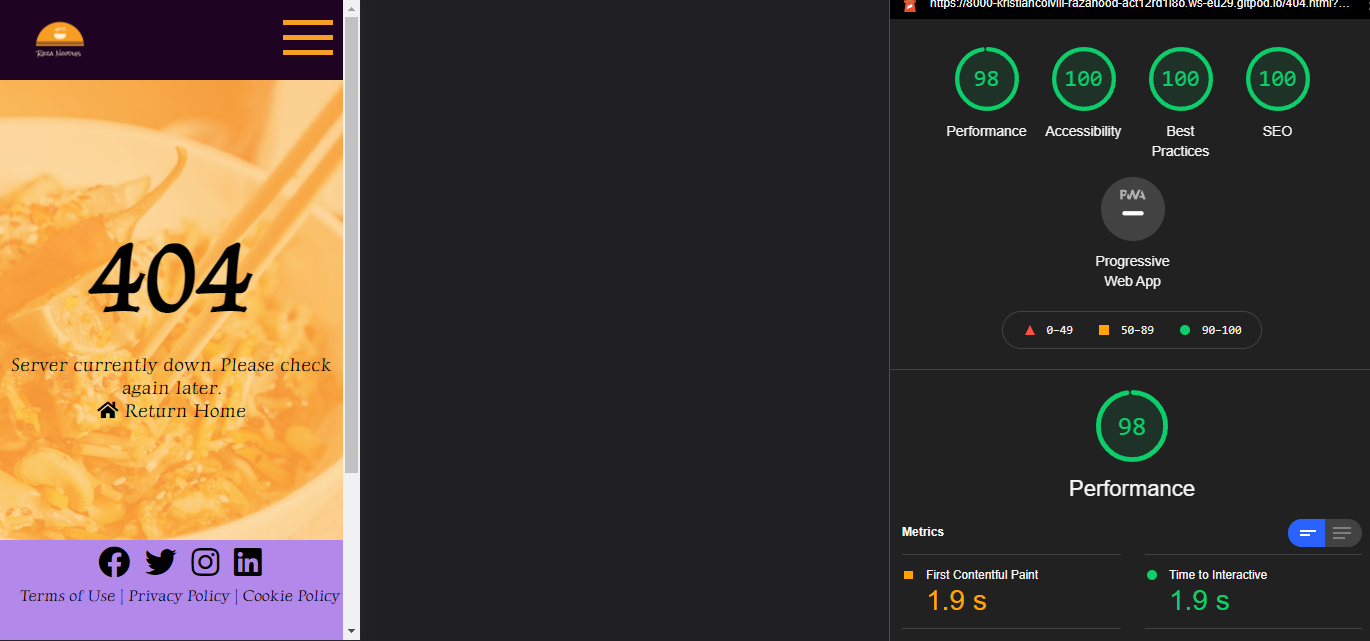 Raza Noodles
404
Server currently down. Please check
again later.
Return Home
Terms of Use | Privacy Policy | Cookie Policy
https://8000-kristiancolvill-razanood-act12rd1l8o.ws-eu29.gitpod.io/404.html?...
98
100
100
100
Performance
Accessibility
Best
Practices
SEO
PWA
Progressive
Web App
0–49
50–89
90–100
98
Performance
Metrics
First Contentful Paint
1.9 s
Time to Interactive
1.9 s